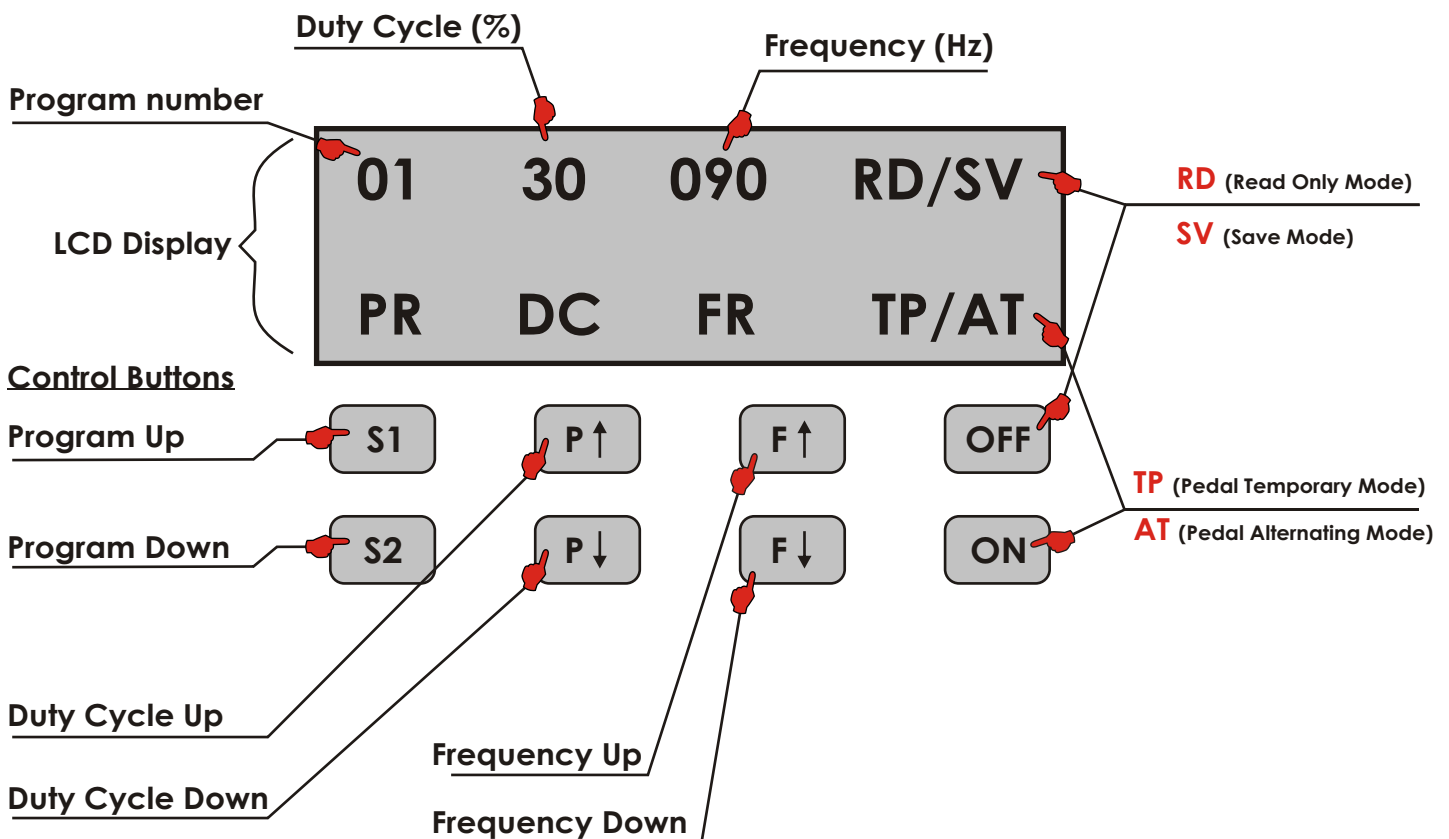 Duty Cycle (%)
Frequency (Hz)
Program number
01 30 090 RD/SV
RD (Read Only Mode)
SV (Save Mode)
LCD Display
PR DC FR TP/AT
Control Buttons
Program Up
S1 P↑ F↑ OFF
TP (Pedal Temporary Mode)
AT (Pedal Alternating Mode)
Program Down
S2 P↓ F↓ ON
Duty Cycle Up
Frequency Up
Duty Cycle Down
Frequency Down